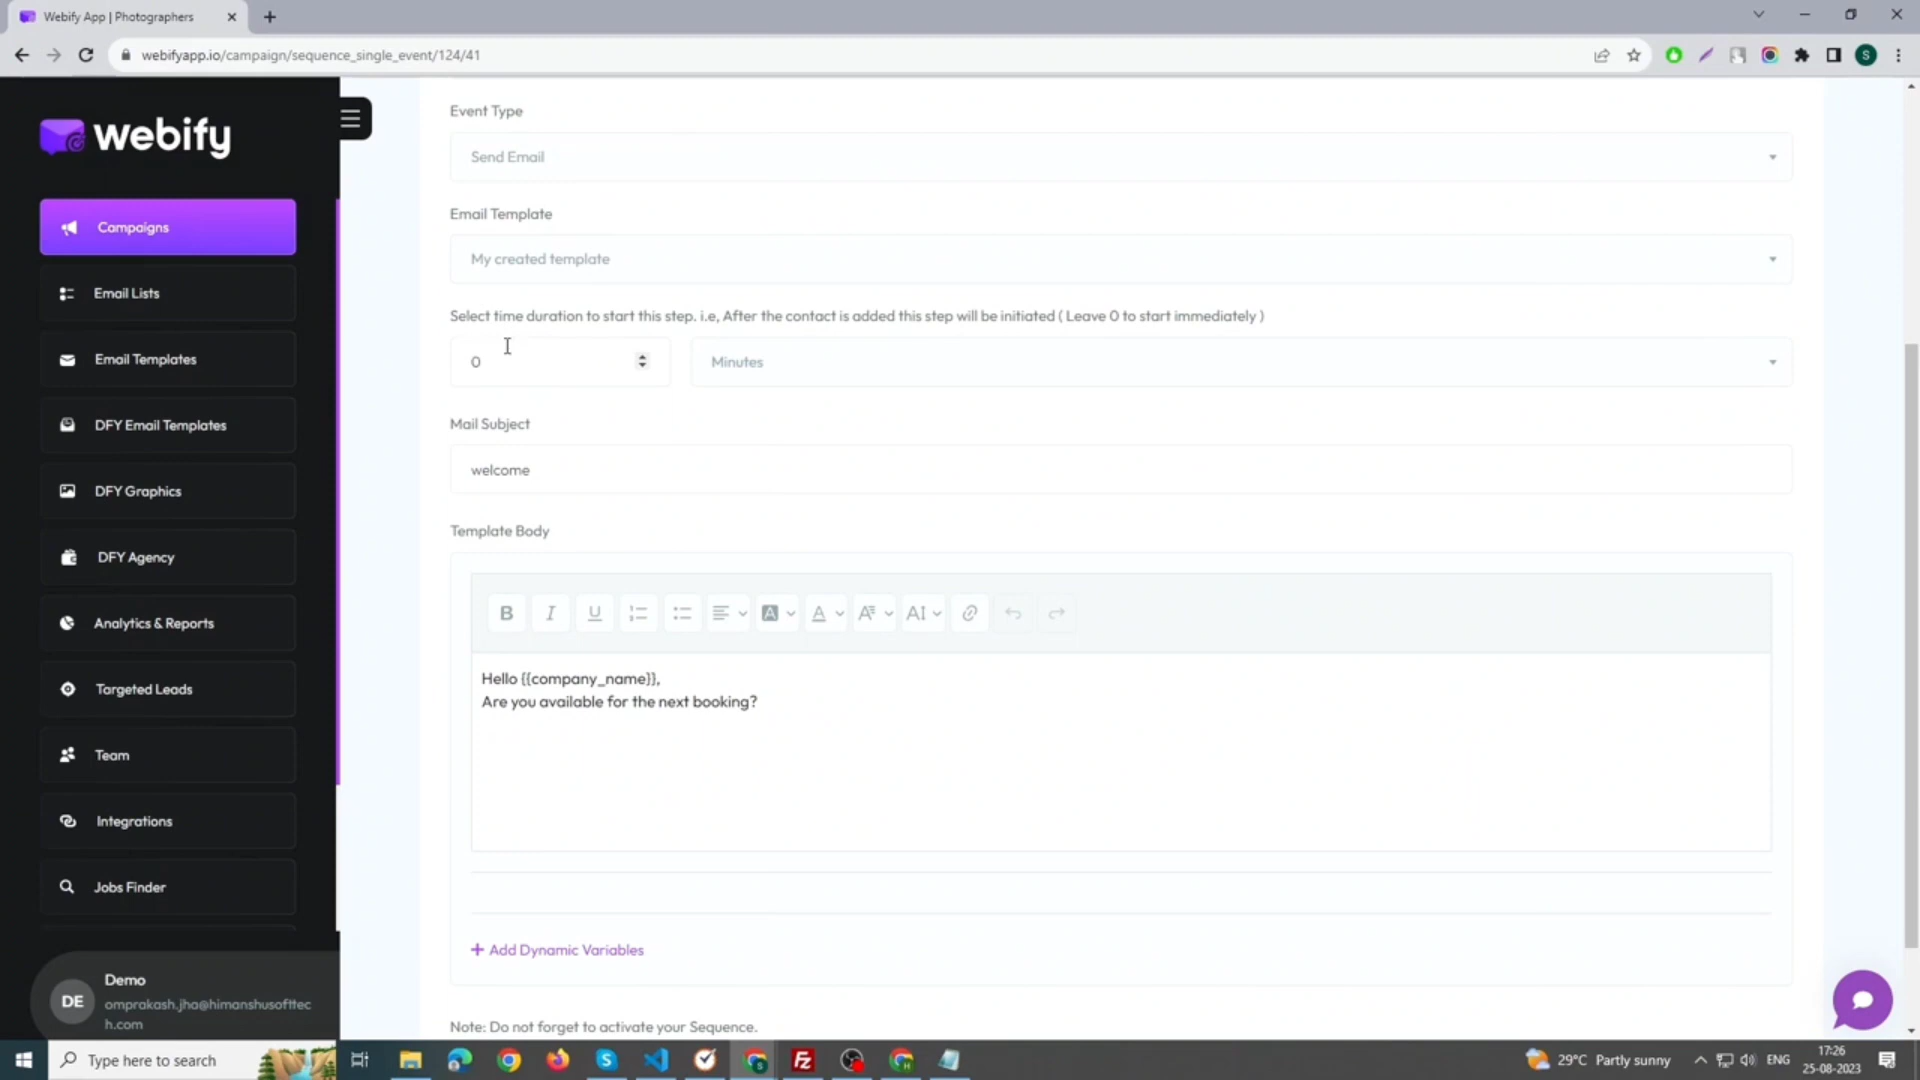 Webify App | Photographers
webifyapp.io/campaign/sequence_single_event/124/41
S
webify
Campaigns
Email Lists
Email Templates
DFY Email Templates
DFY Graphics
DFY Agency
Analytics & Reports
Targeted Leads
Team
Integrations
Jobs Finder
DE
Demo
omprakash.jha@himanshusofttec
h.com
Event Type
Send Email
Email Template
My created template
Select time duration to start this step. i.e, After the contact is added this step will be initiated ( Leave 0 to start immediately )
0
Minutes
Mail Subject
welcome
Template Body
B I U
Hello {{company_name}},
Are you available for the next booking?
+ Add Dynamic Variables
Note: Do not forget to activate your Sequence.
Type here to search
29°C Partly sunny
ENG
17:26
25-08-2023